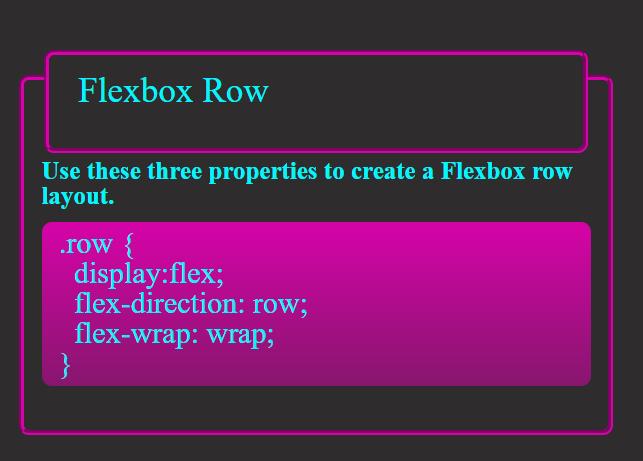 Flexbox Row
Use these three properties to create a Flexbox row
layout.
.row {
display:flex;
flex-direction: row;
flex-wrap: wrap;
}